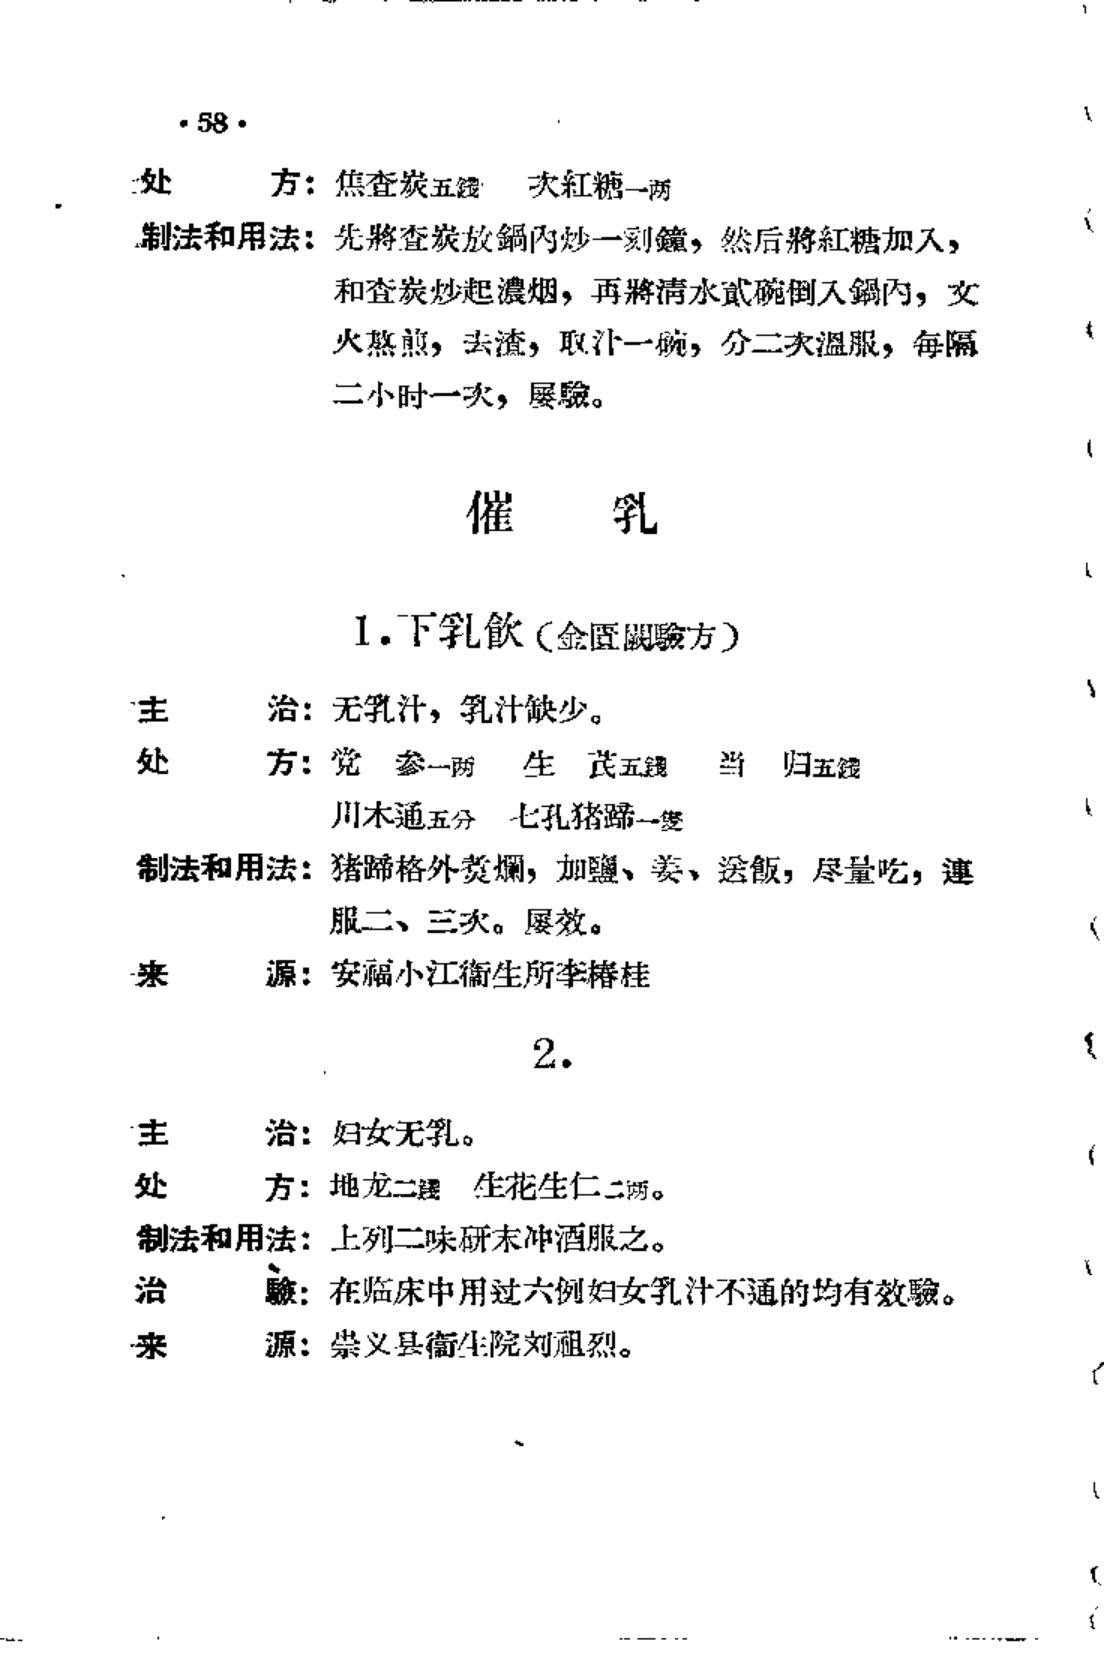 ·58·
处　　方：焦查炭五錢　次紅糖一两
制法和用法：先將查炭放鍋內炒一刻鐘，然后將紅糖加入，
和查炭炒起濃烟，再將清水貳碗倒入鍋內，文
火熬煎，去渣，取汁一碗，分二次溫服，每隔
二小时一次，屡驗。
催　乳
1.下乳飲（金匮闕驗方）
主　　治：无乳汁，乳汁缺少。
处　　方：党　参一两　生　芪五錢　当　归五錢
川木通五分　七孔猪蹄一隻
制法和用法：猪蹄格外煑爛，加鹽、姜、送飯，尽量吃，連
服二、三次。屡效。
来　　源：安福小江衞生所李椿桂
2.
主　　治：妇女无乳。
处　　方：地龙二錢　生花生仁二两。
制法和用法：上列二味研末冲酒服之。
治　　驗：在临床中用过六例妇女乳汁不通的均有效驗。
来　　源：崇义县衞生院刘祖烈。